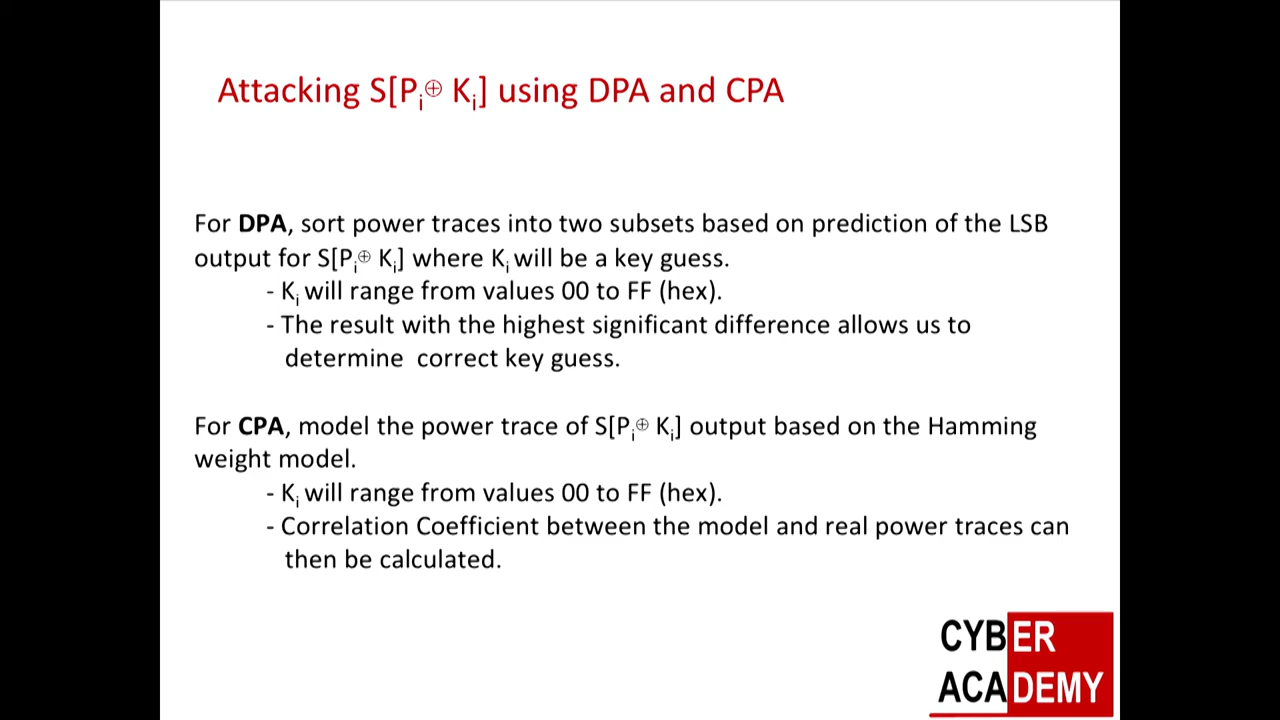 Attacking S[Pi⊕ Ki] using DPA and CPA
For DPA, sort power traces into two subsets based on prediction of the LSB
output for S[Pi⊕ Ki] where Ki will be a key guess.
- Ki will range from values 00 to FF (hex).
- The result with the highest significant difference allows us to
determine correct key guess.
For CPA, model the power trace of S[Pi⊕ Ki] output based on the Hamming
weight model.
- Ki will range from values 00 to FF (hex).
- Correlation Coefficient between the model and real power traces can
then be calculated.
CYBER
ACADEMY